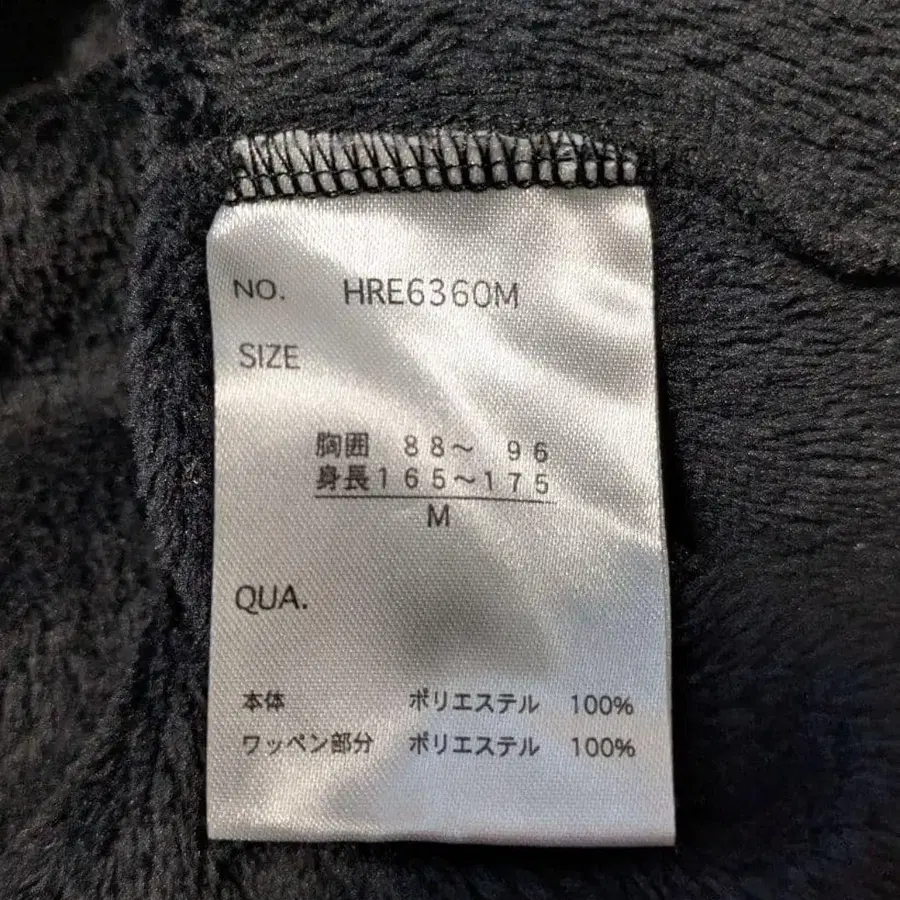 NO. HRE6360M
SIZE
胸囲 88～ 96
身長165～175
M
QUA.
本体 ポリエステル 100%
ワッペン部分 ポリエステル 100%